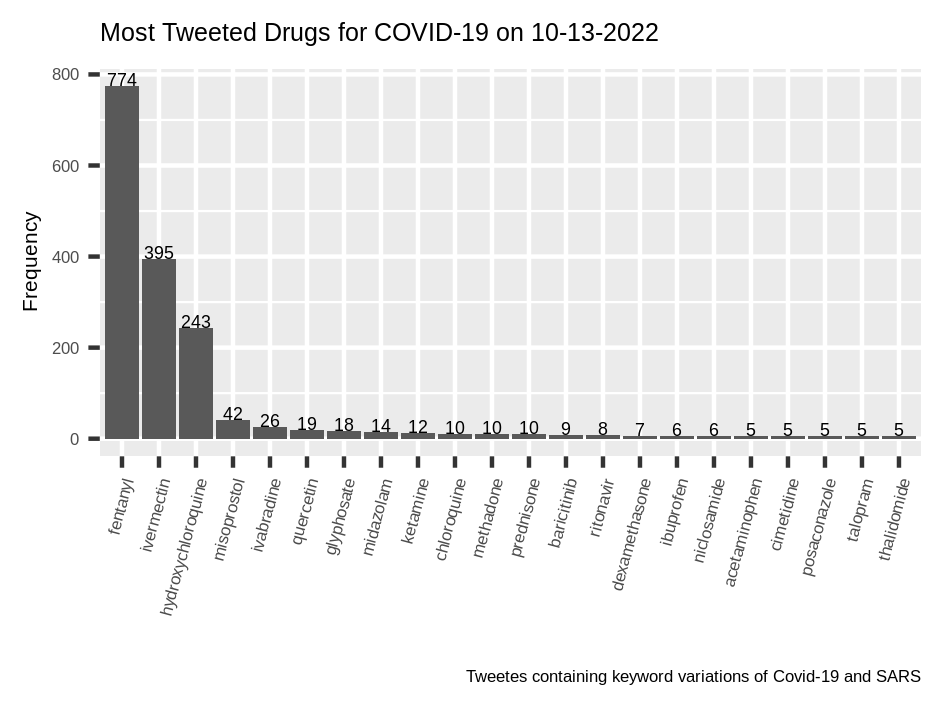 Most Tweeted Drugs for COVID-19 on 10-13-2022
Frequency
800
600
400
200
0
774
395
243
42
26
19
18
14
12
10
10
10
9
8
7
6
6
5
5
5
5
5
fentanyl
ivermectin
hydroxychloroquine
misoprostol
ivabradine
quercetin
glyphosate
midazolam
ketamine
chloroquine
methadone
prednisone
baricitinib
ritonavir
dexamethasone
ibuprofen
niclosamide
acetaminophen
cimetidine
posaconazole
talopram
thalidomide
Tweetes containing keyword variations of Covid-19 and SARS